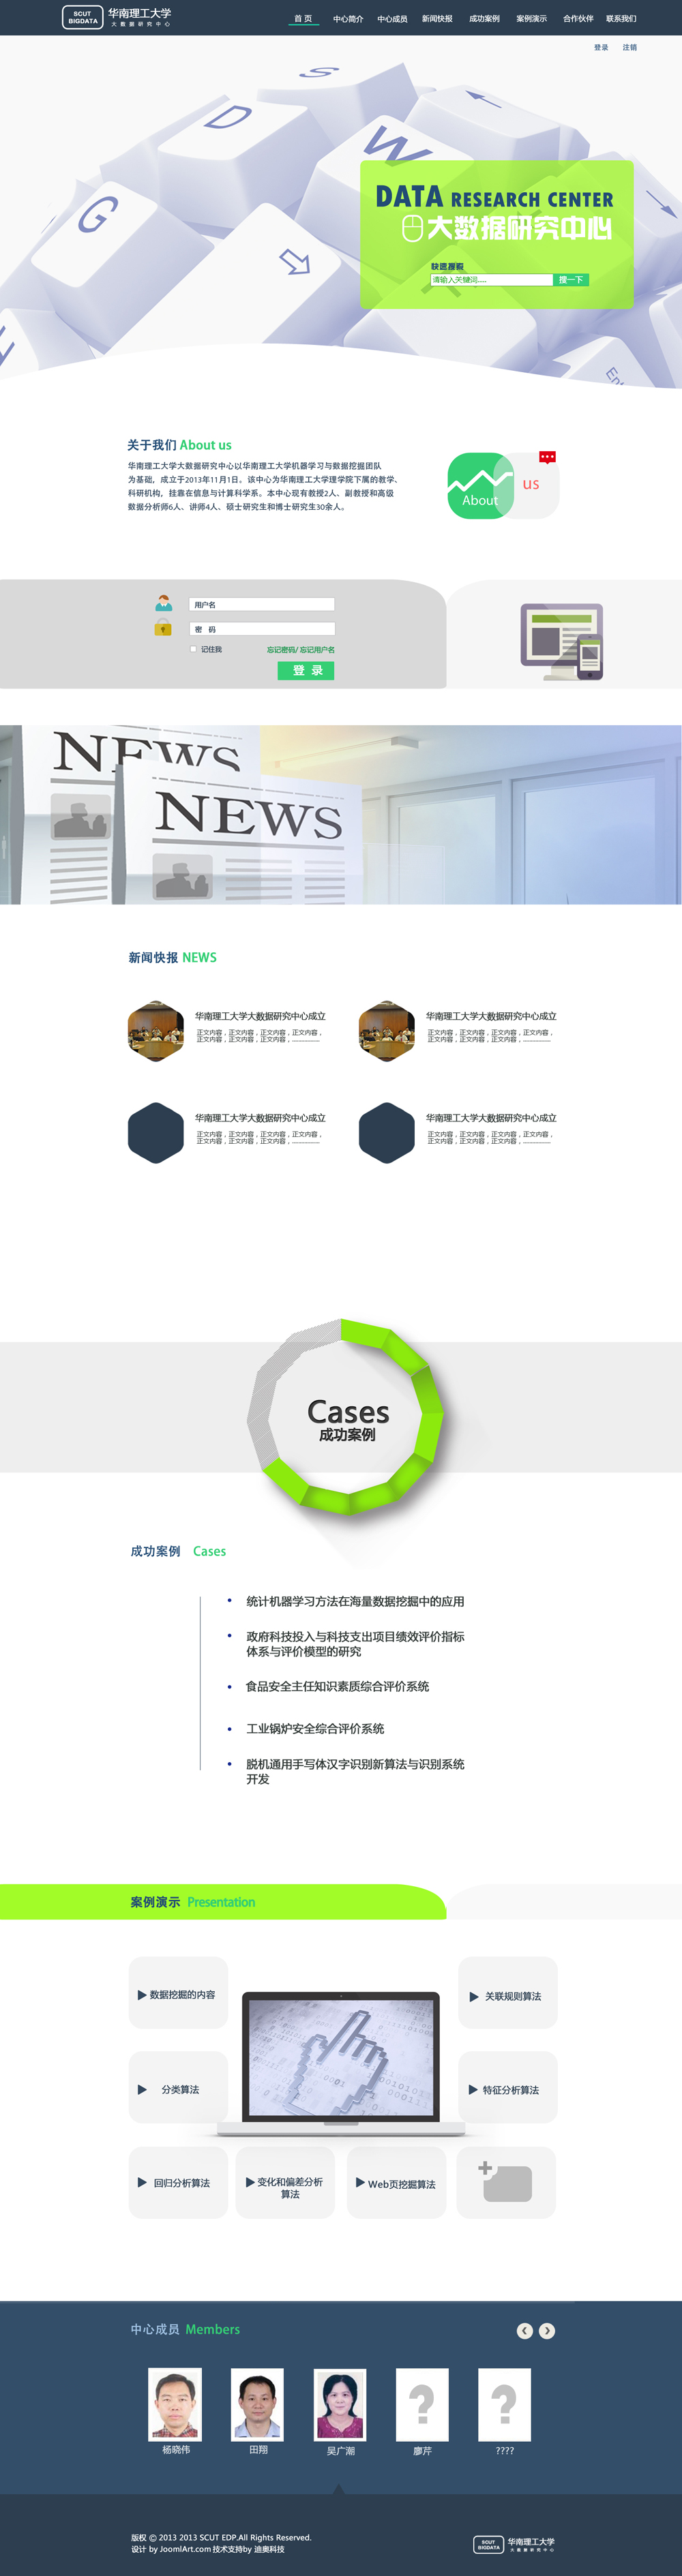 SCUT
BIGDATA
华南理工大学
大数据研究中心
首 页
中心简介
中心成员
新闻快报
成功案例
案例演示
合作伙伴
联系我们
登录
注销
S
D
W
G
DATA RESEARCH CENTER
大数据研究中心
快速搜索
请输入关键词....
搜一下
关于我们 About us
华南理工大学大数据研究中心以华南理工大学机器学习与数据挖掘团队
为基础，成立于2013年11月1日。该中心为华南理工大学理学院下属的教学、
科研机构，挂靠在信息与计算科学系。本中心现有教授2人、副教授和高级
数据分析师6人、讲师4人、硕士研究生和博士研究生30余人。
About
us
用户名
密 码
记住我
忘记密码/ 忘记用户名
登 录
NEWS
NEWS
新闻快报 NEWS
华南理工大学大数据研究中心成立
正文内容，正文内容，正文内容，正文内容，
正文内容，正文内容，正文内容，................
华南理工大学大数据研究中心成立
正文内容，正文内容，正文内容，正文内容，
正文内容，正文内容，正文内容，................
华南理工大学大数据研究中心成立
正文内容，正文内容，正文内容，正文内容，
正文内容，正文内容，正文内容，................
华南理工大学大数据研究中心成立
正文内容，正文内容，正文内容，正文内容，
正文内容，正文内容，正文内容，................
Cases
成功案例
成功案例 Cases
• 统计机器学习方法在海量数据挖掘中的应用
• 政府科技投入与科技支出项目绩效评价指标
体系与评价模型的研究
• 食品安全主任知识素质综合评价系统
• 工业锅炉安全综合评价系统
• 脱机通用手写体汉字识别新算法与识别系统
开发
案例演示 Presentation
数据挖掘的内容
关联规则算法
分类算法
特征分析算法
回归分析算法
变化和偏差分析
算法
Web页挖掘算法
中心成员 Members
杨晓伟
田翔
吴广潮
廖芹
????
版权 © 2013 2013 SCUT EDP.All Rights Reserved.
设计 by JoomlArt.com 技术支持by 迪奥科技
SCUT
BIGDATA
华南理工大学
大数据研究中心